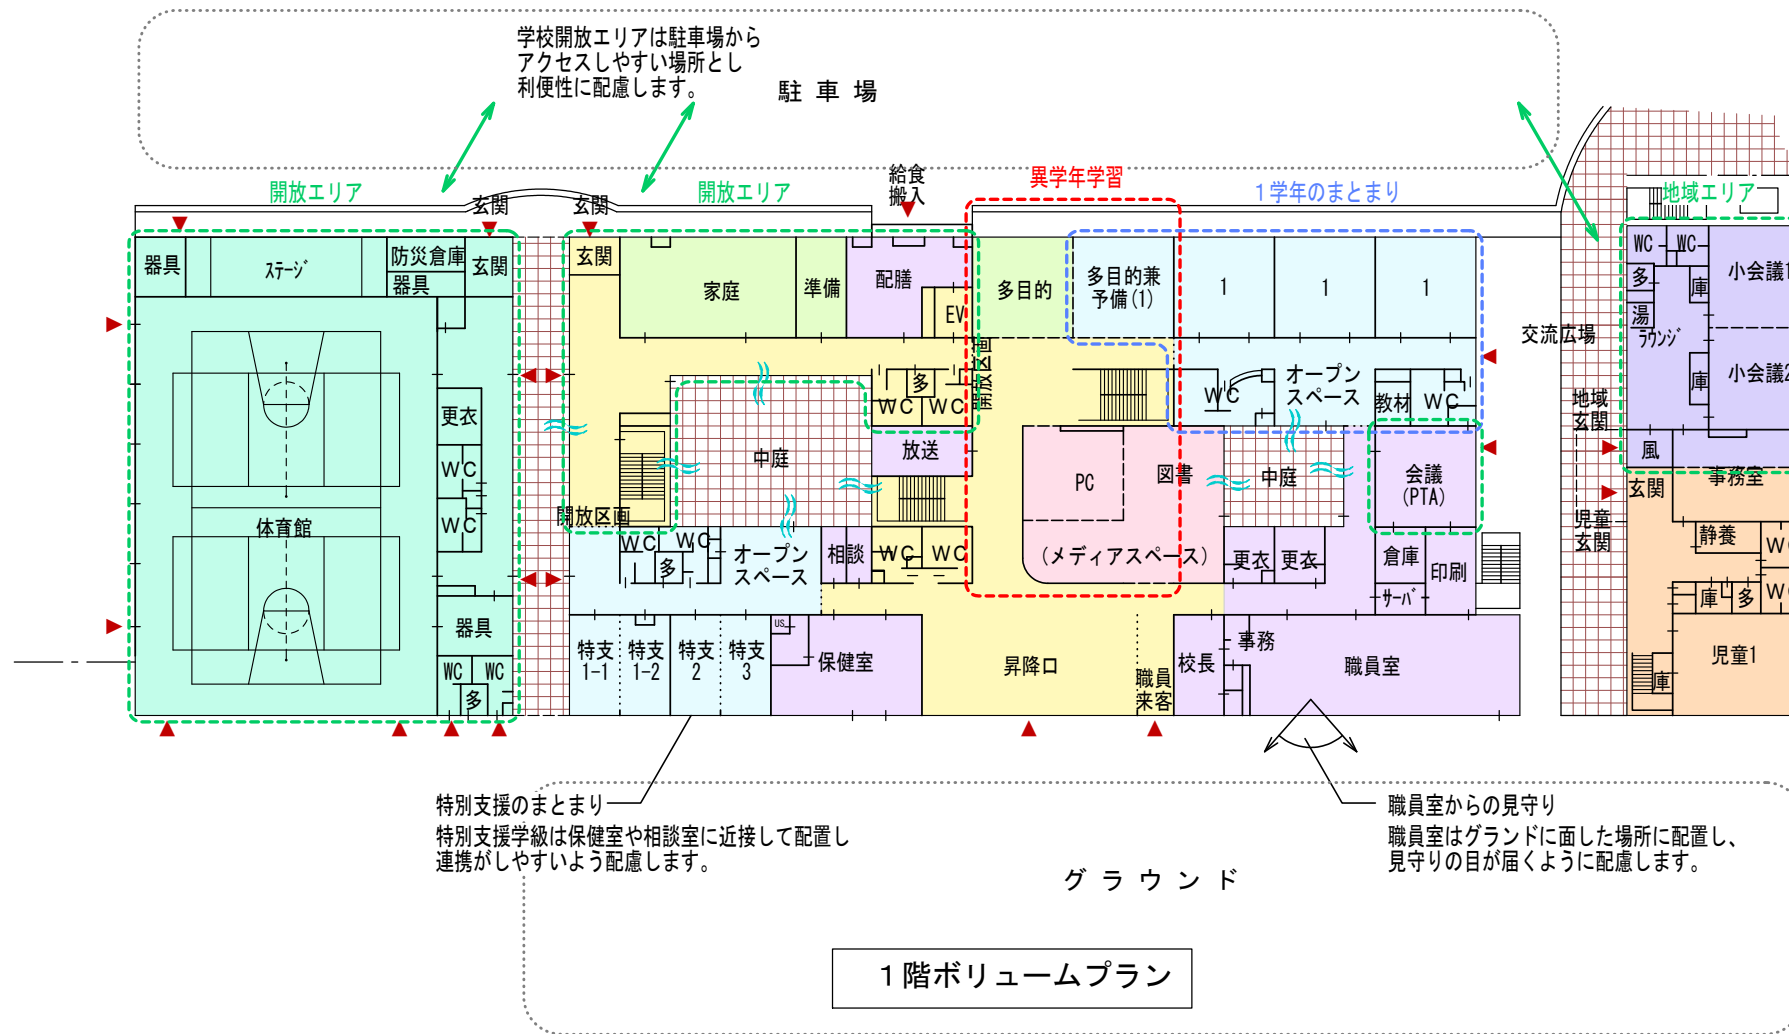 学校開放エリアは駐車場から
アクセスしやすい場所とし
利便性に配慮します。
駐車場
開放エリア
玄関
玄関
開放エリア
給食
搬入
異学年学習
1学年のまとまり
地域エリア
器具
ステージ
防災倉庫
器具
玄関
玄関
家庭
準備
配膳
EV
多目的
多目的兼
予備(1)
1
1
1
交流広場
WC
WC
多
湯
庫
ラウンジ
小会議1
庫
小会議2
開放区画
多
WC
WC
WC
オープン
スペース
教材
WC
地域
玄関
更衣
WC
WC
体育館
中庭
放送
PC
図書
(メディアスペース)
中庭
会議
(PTA)
風
玄関
事務室
児童
玄関
開放区画
WC
WC
多
オープン
スペース
相談
WC
WC
更衣
更衣
倉庫
サーバ
印刷
静養
WC
庫
多
WC
器具
WC
WC
多
特支
1-1
特支
1-2
特支
2
特支
3
US
保健室
昇降口
職員
来客
校長
事務
職員室
児童1
庫
特別支援のまとまり
特別支援学級は保健室や相談室に近接して配置し
連携がしやすいよう配慮します。
職員室からの見守り
職員室はグランドに面した場所に配置し、
見守りの目が届くように配慮します。
グラウンド
1階ボリュームプラン